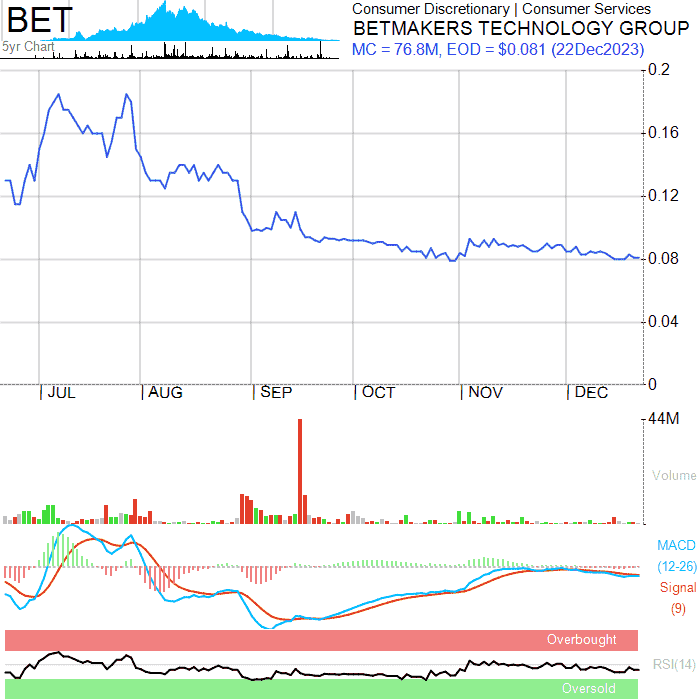 BET
5yr Chart
Consumer Discretionary | Consumer Services
BETMAKERS TECHNOLOGY GROUP
MC = 76.8M, EOD = $0.081 (22Dec2023)
0.2
0.16
0.12
0.08
0.04
0
JUL AUG SEP OCT NOV DEC
44M
Volume
MACD
(12-26)
Signal
(9)
Overbought
RSI(14)
Oversold